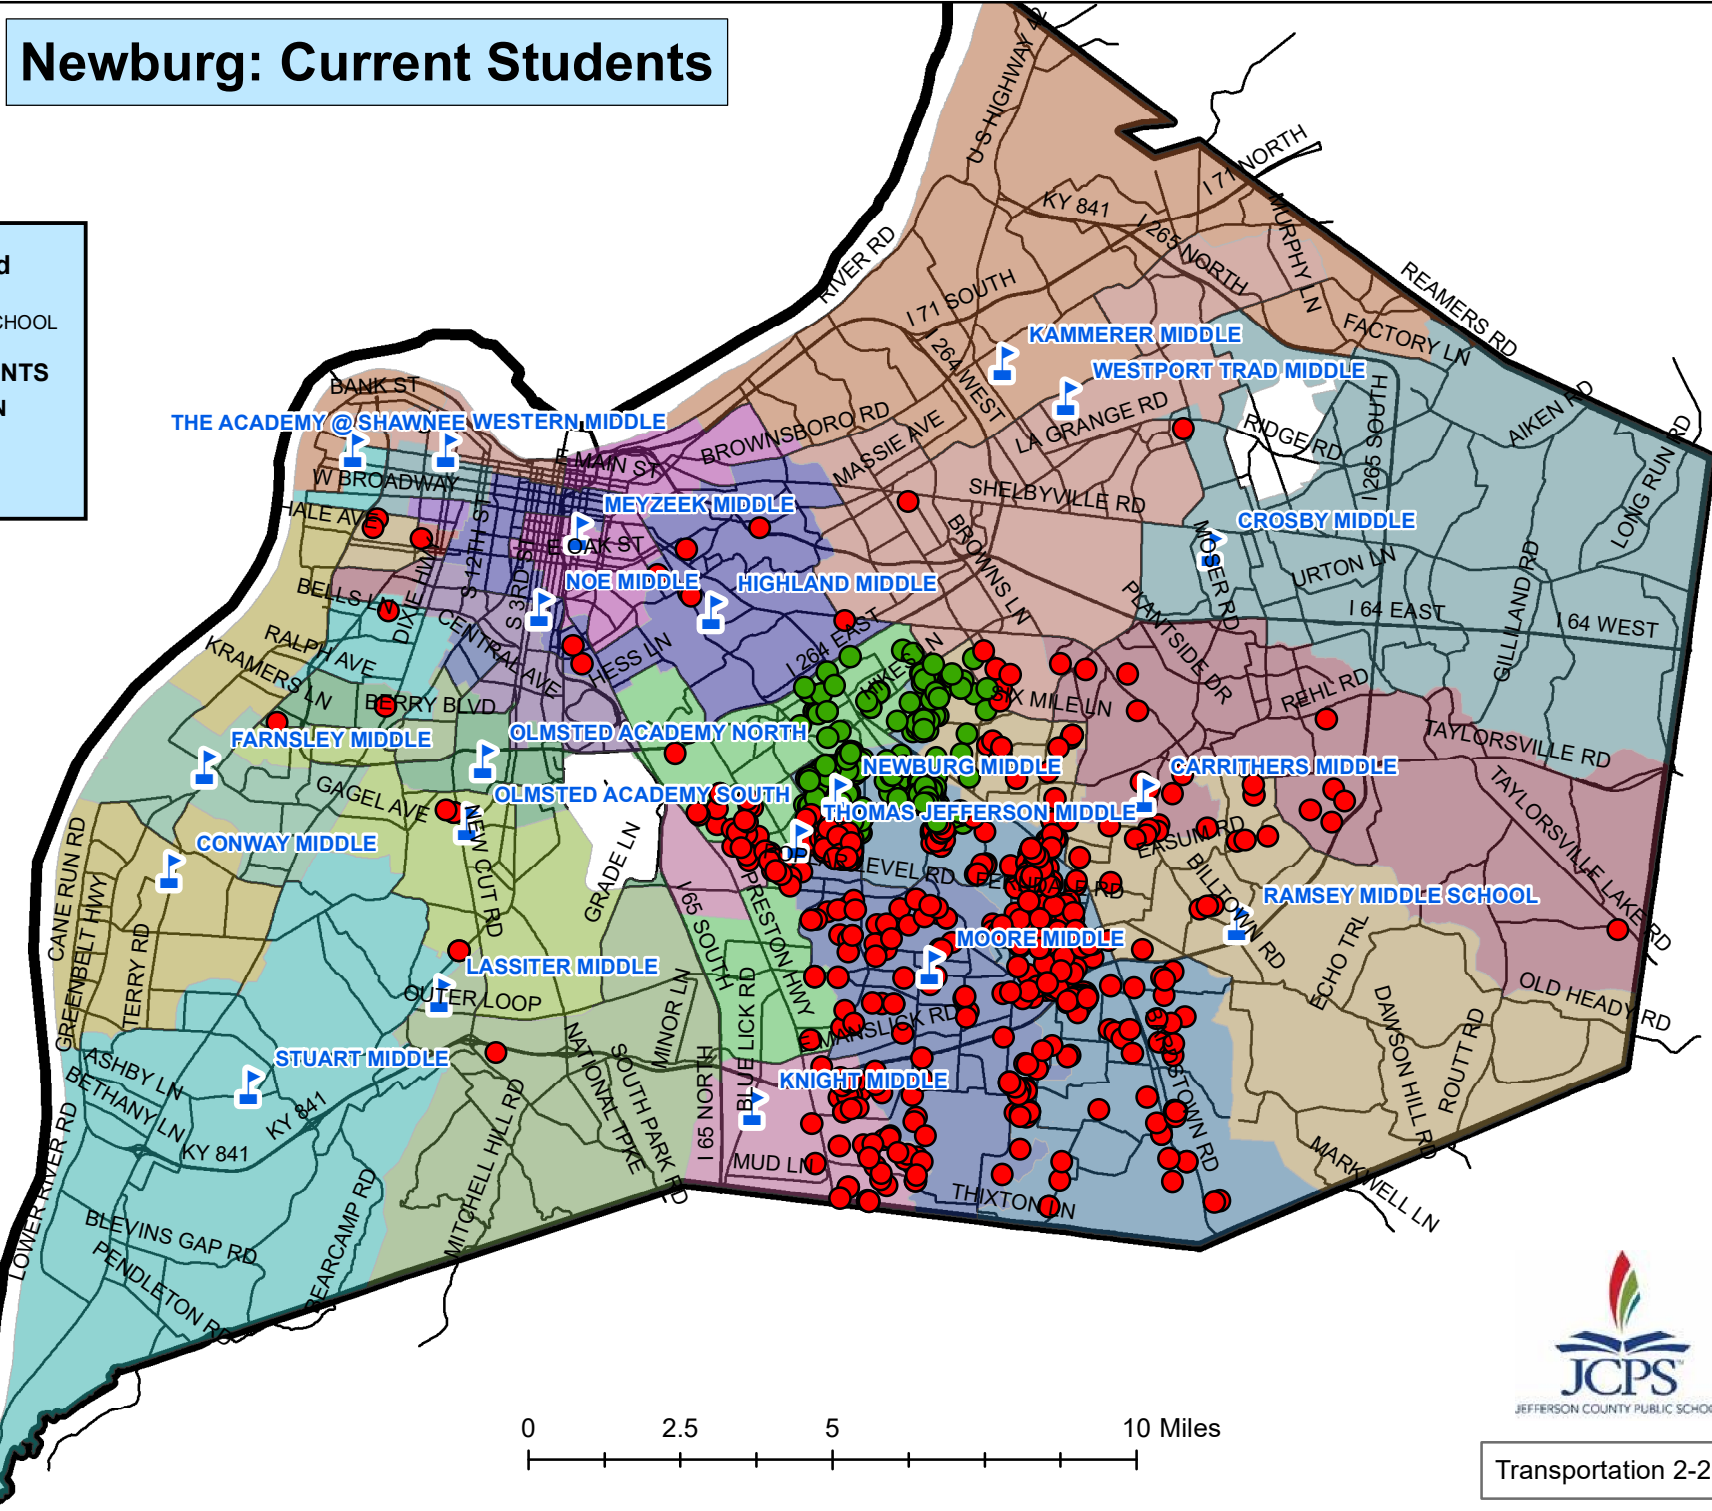 Newburg: Current Students
d
CHOOL
NTS
N
U S HIGHWAY 42
I 71 NORTH
KY 841
I 265 NORTH
MURPHY LN
REAMERS RD
RIVER RD
I 71 SOUTH
FACTORY LN
I 264 WEST
KAMMERER MIDDLE
WESTPORT TRAD MIDDLE
BANK ST
THE ACADEMY @ SHAWNEE
WESTERN MIDDLE
BROWNSBORO RD
MASSIE AVE
LA GRANGE RD
RIDGE RD
I 265 SOUTH
AIKEN RD
LONG RUN RD
E MAIN ST
W BROADWAY
SHELBYVILLE RD
HALE AVE
MEYZEEK MIDDLE
CROSBY MIDDLE
S 12TH ST
E OAK ST
S 3RD ST
BROWNS LN
MOSER RD
URTON LN
GILLILAND RD
NOE MIDDLE
HIGHLAND MIDDLE
BELLS LN
DIXIE HWY
CENTRAL AVE
I 264 EAST
PLANTSIDE DR
I 64 EAST
I 64 WEST
RALPH AVE
KRAMERS LN
HESS LN
HIKES LN
SIX MILE LN
REHL RD
BERRY BLVD
OLMSTED ACADEMY NORTH
FARNSLEY MIDDLE
TAYLORSVILLE RD
NEWBURG MIDDLE
CARRITHERS MIDDLE
GAGEL AVE
OLMSTED ACADEMY SOUTH
THOMAS JEFFERSON MIDDLE
TAYLORSVILLE LAKE RD
CONWAY MIDDLE
NEW CUT RD
GRADE LN
EASUM RD
CANE RUN RD
GREENBELT HWY
TERRY RD
I 65 SOUTH
PRESTON HWY
FERNDALE RD
BILLTOWN RD
RAMSEY MIDDLE SCHOOL
ECHO TRL
MOORE MIDDLE
LASSITER MIDDLE
OUTER LOOP
MINOR LN
BLUE LICK RD
E MANSLICK RD
OLD HEADY RD
DAWSON HILL RD
ROUTT RD
STUART MIDDLE
ASHBY LN
BETHANY LN
KY 841
KY 841
NATIONAL TPKE
SOUTH PARK RD
I 65 NORTH
KNIGHT MIDDLE
BARDSTOWN RD
MITCHELL HILL RD
MUD LN
THIXTON LN
MARKWELL LN
LOWER RIVER RD
BLEVINS GAP RD
PENDLETON RD
BEARCAMP RD
JCPS
JEFFERSON COUNTY PUBLIC SCHOO
0 2.5 5 10 Miles
Transportation 2-2